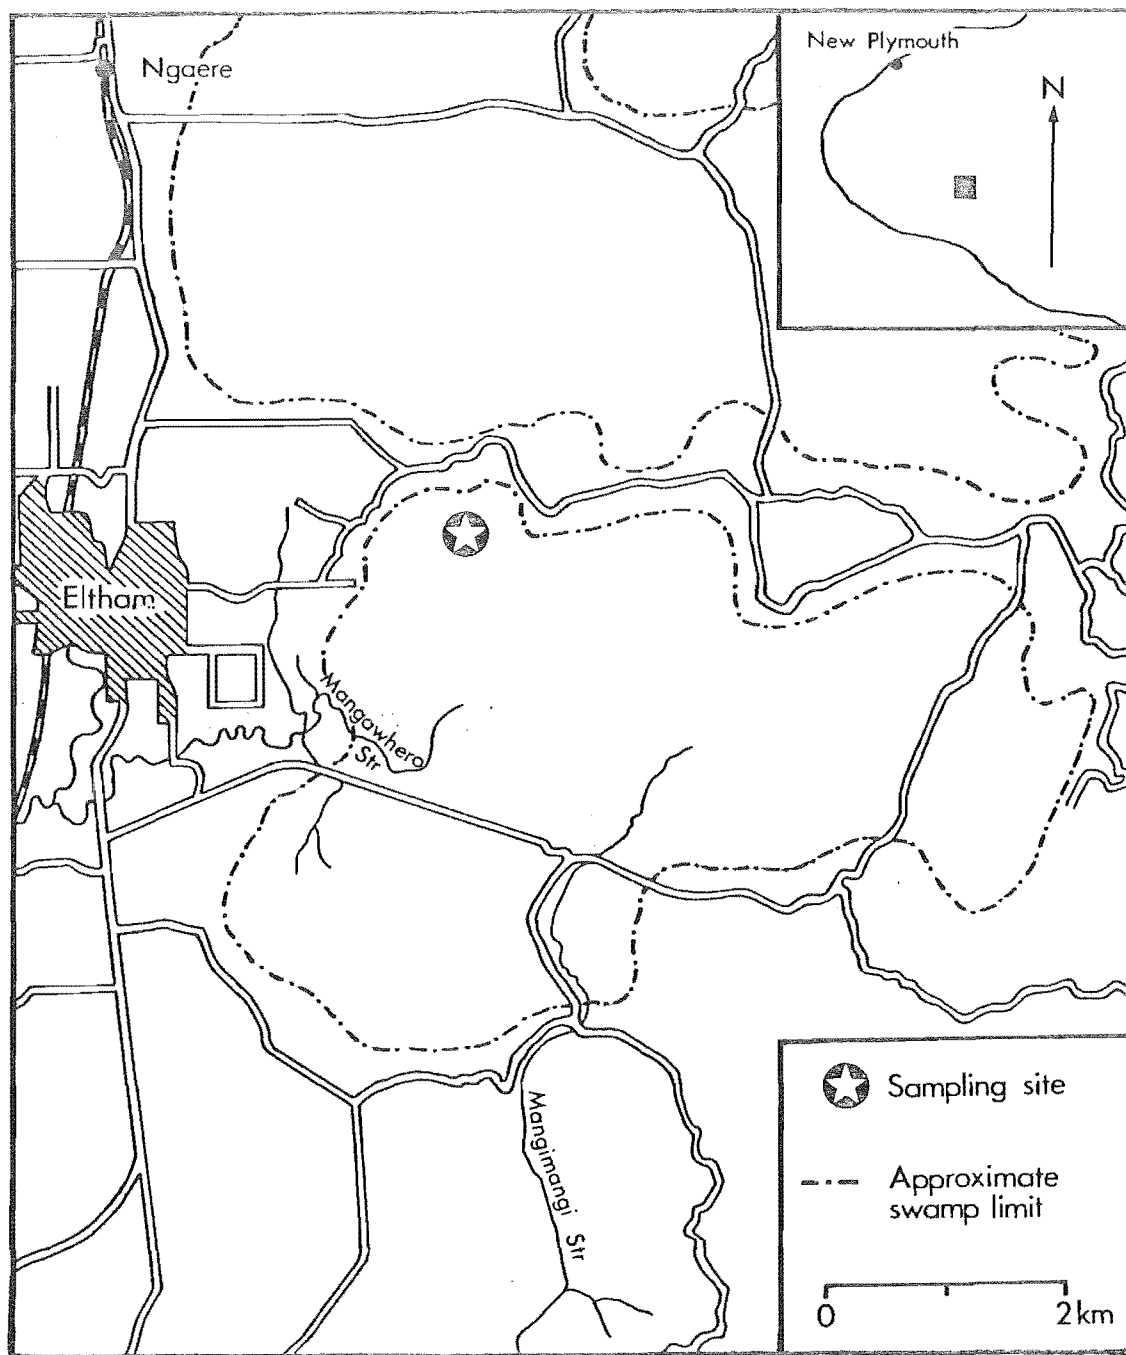 Ngaere
New Plymouth
N
Eltham
Mangawhero
Str
Mangimangi Str
Sampling site
Approximate
swamp limit
0
2km